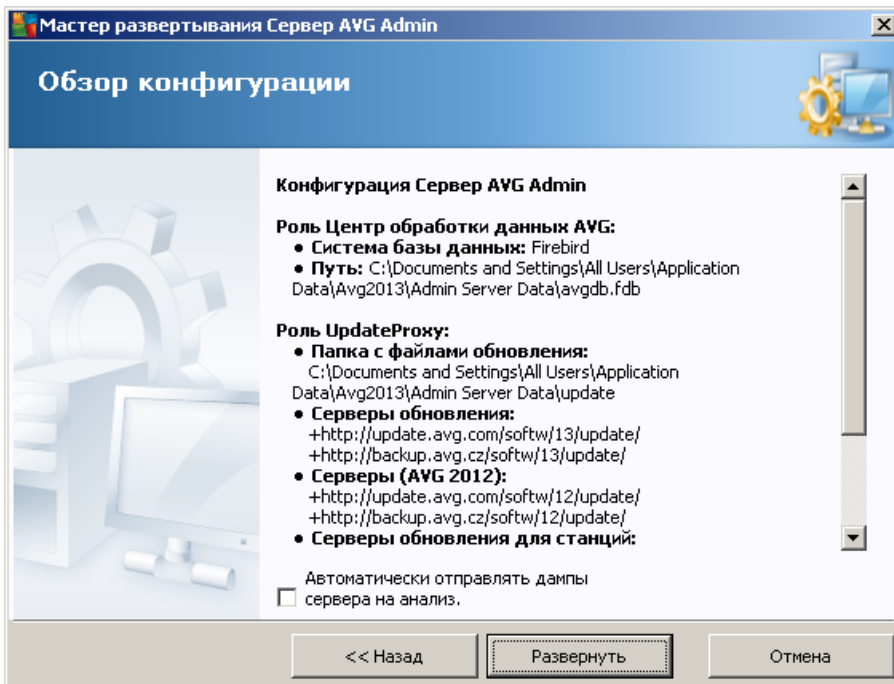 Мастер развертывания Сервер AVG Admin
Обзор конфигурации
Конфигурация Сервер AVG Admin
Роль Центр обработки данных AVG:
● Система базы данных: Firebird
● Путь: C:\Documents and Settings\All Users\Application
Data\Avg2013\Admin Server Data\avgdb.fdb
Роль UpdateProxy:
● Папка с файлами обновления:
C:\Documents and Settings\All Users\Application
Data\Avg2013\Admin Server Data\update
● Серверы обновления:
+http://update.avg.com/softw/13/update/
+http://backup.avg.cz/softw/13/update/
● Серверы (AVG 2012):
+http://update.avg.com/softw/12/update/
+http://backup.avg.cz/softw/12/update/
● Серверы обновления для станций:
Автоматически отправлять дампы
сервера на анализ.
<< Назад
Развернуть
Отмена